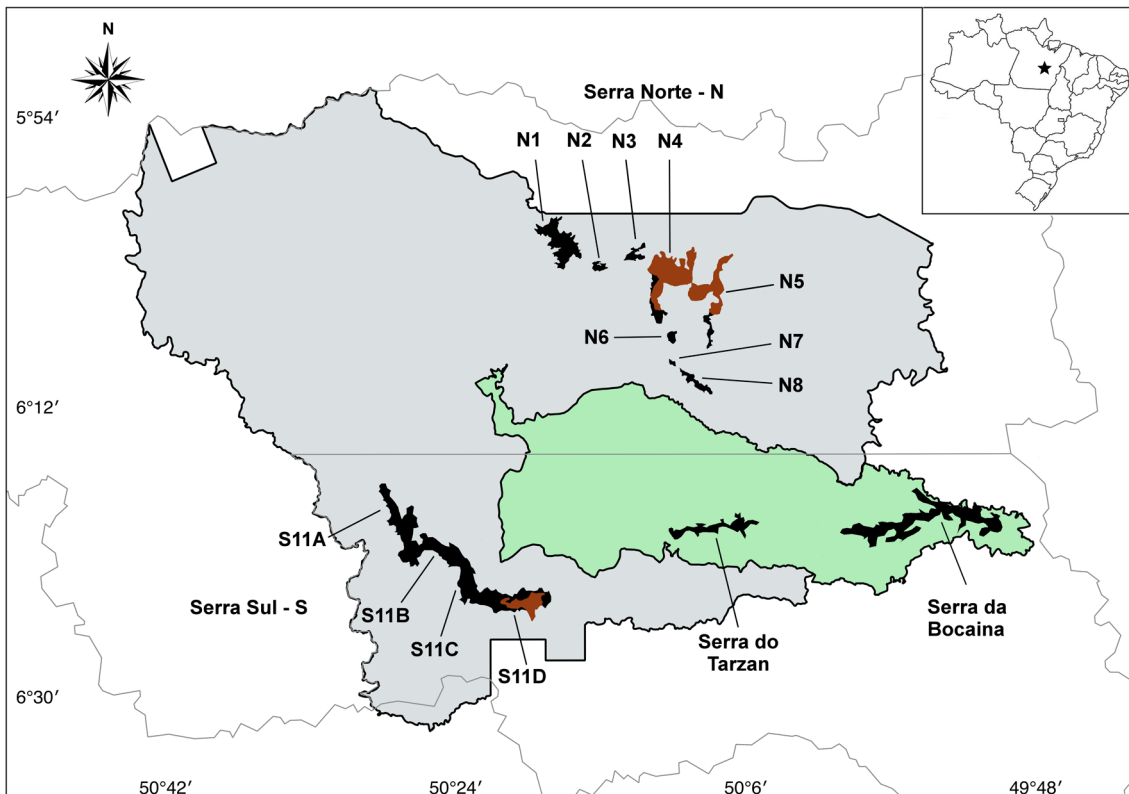 N
Serra Norte - N
5°54′
N1
N2
N3
N4
N5
N6
N7
N8
6°12′
S11A
Serra Sul - S
S11B
S11C
S11D
Serra do
Tarzan
Serra da
Bocaina
6°30′
50°42′
50°24′
50°6′
49°48′